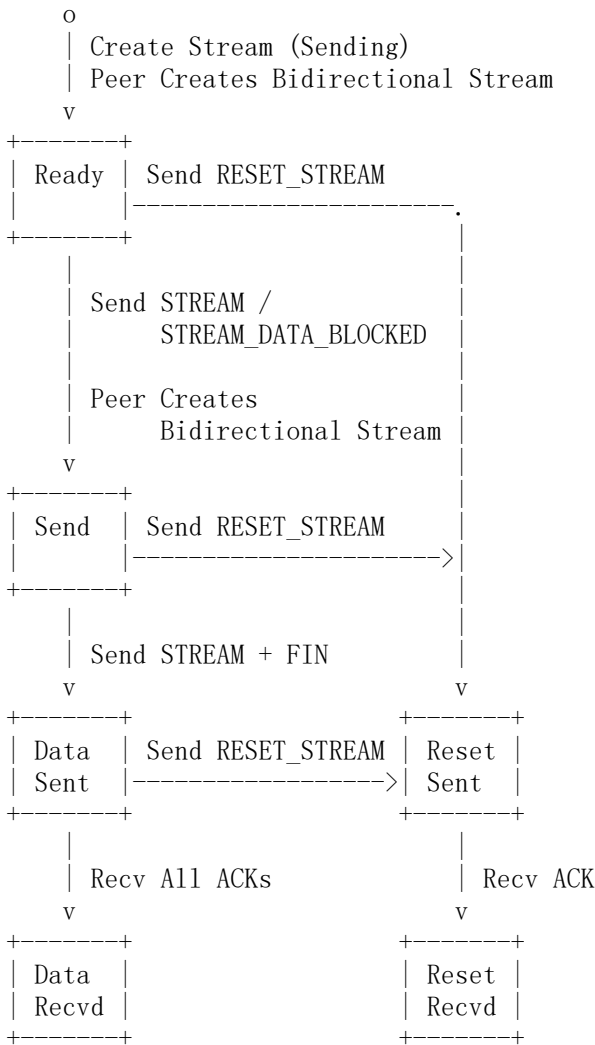 o
| Create Stream (Sending)
| Peer Creates Bidirectional Stream
v
+-------+
| Ready | Send RESET_STREAM
|       |-----------------------.
+-------+                       |
|                       |
| Send STREAM /         |
|      STREAM_DATA_BLOCKED  |
|                       |
| Peer Creates          |
|      Bidirectional Stream |
v                       |
+-------+                       |
| Send  | Send RESET_STREAM     |
|       |---------------------->|
+-------+                       |
|                       |
| Send STREAM + FIN     |
v                       v
+-------+                   +-------+
| Data  | Send RESET_STREAM | Reset |
| Sent  |------------------>| Sent  |
+-------+                   +-------+
|                       |
| Recv All ACKs         | Recv ACK
v                       v
+-------+                   +-------+
| Data  |                   | Reset |
| Recvd |                   | Recvd |
+-------+                   +-------+